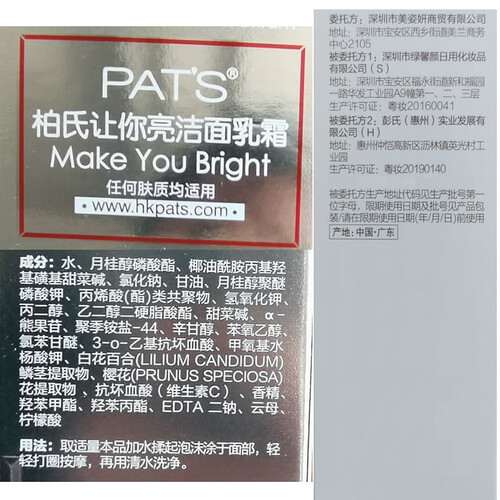 PAT'S®
柏氏让你亮洁面乳霜
Make You Bright
任何肤质均适用
www.hkpats.com
成分：水、月桂醇磷酸酯、椰油酰胺丙基羟
基磺基甜菜碱、氯化钠、甘油、月桂醇聚醚
磷酸钾、丙烯酸(酯)类共聚物、氢氧化钾、
丙二醇、乙二醇二硬脂酸酯、甜菜碱、α-
熊果苷、聚季铵盐-44、辛甘醇、苯氧乙醇、
氯苯甘醚、3-o-乙基抗坏血酸、甲氧基水
杨酸钾、白花百合(LILIUM CANDIDUM)
鳞茎提取物、樱花(PRUNUS SPECIOSA)
花提取物、抗坏血酸（维生素C）、香精、
羟苯甲酯、羟苯丙酯、EDTA 二钠、云母、
柠檬酸
用法：取适量本品加水揉起泡沫涂于面部，轻
轻打圈按摩，再用清水洗净。
委托方：深圳市美姿妍商贸有限公司
地址：深圳市宝安区西乡街道美兰商务
中心2105
被委托方1：深圳市绿馨颜日用化妆品
有限公司（S）
地址：深圳市宝安区福永街道新和福园
一路华发工业园A9幢第一、二、三层
生产许可证：粤妆20160041
被委托方2：彭氏（惠州）实业发展有
限公司（H）
地址：惠州仲恺高新区沥林镇英光村工
业园
生产许可证：粤妆20190140
被委托方生产地址代码见生产批号第一
位字母，限期使用日期及批号见产品包
装/请在限期使用日期(年/月/日)前使用
产地：中国·广东